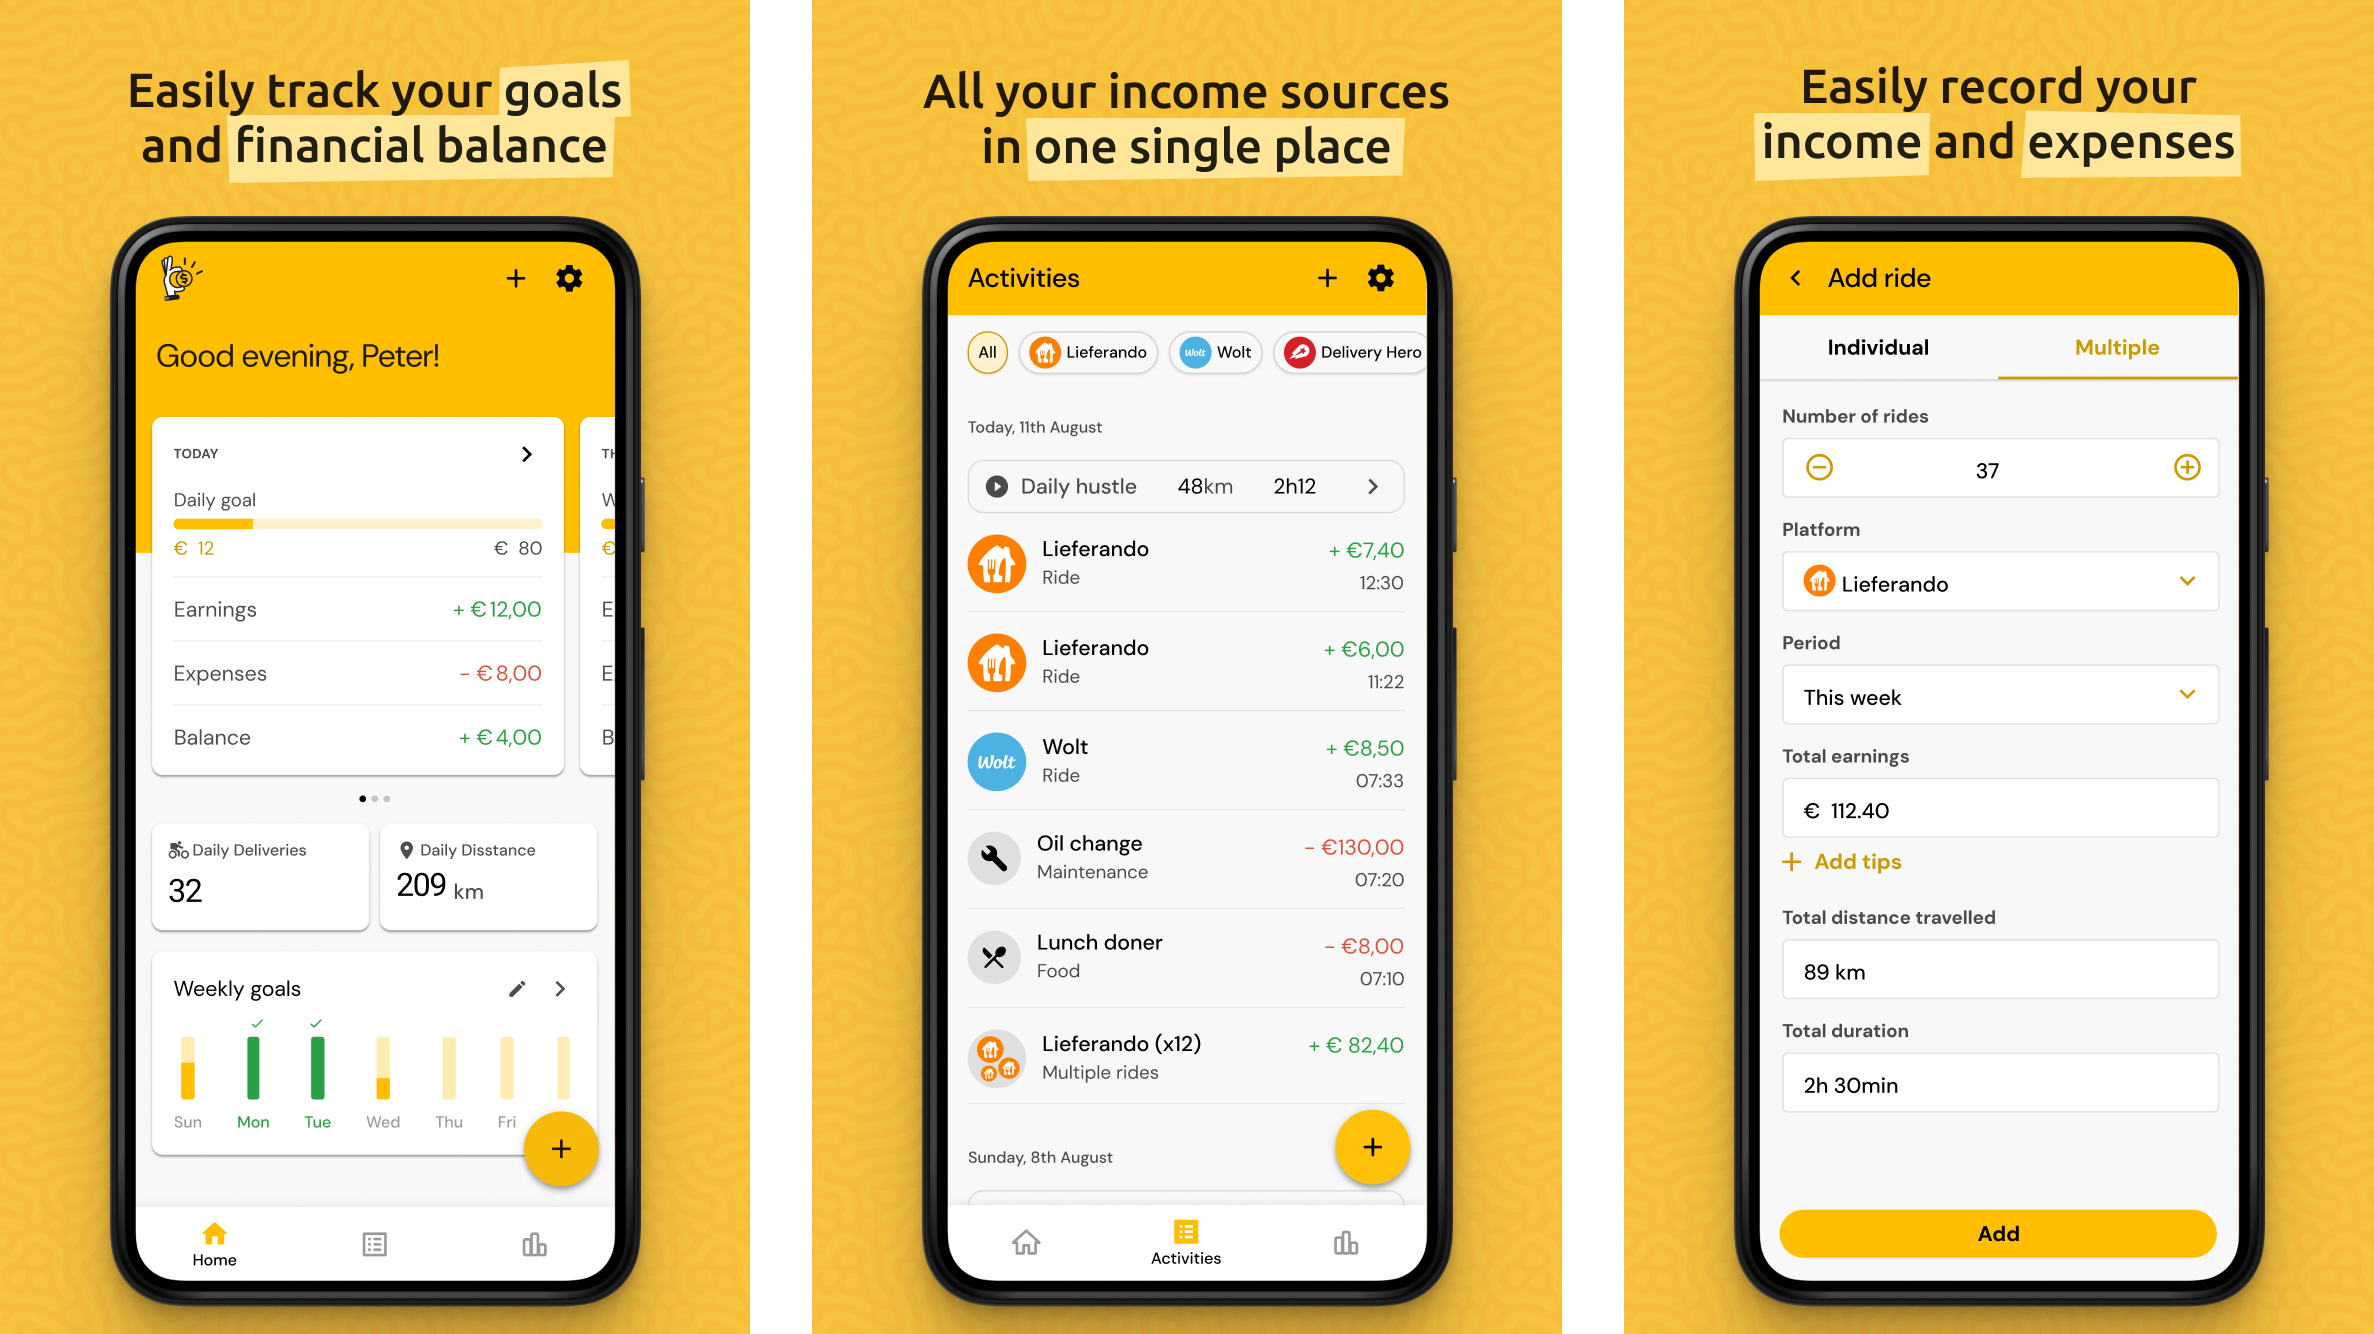 Easily track your goals
and financial balance
Good evening, Peter!
TODAY
Daily goal
€ 12 € 80
Earnings + €12,00
Expenses - €8,00
Balance + €4,00
TH
W
€
E
E
B
Daily Deliveries
32
Daily Disstance
209 km
Weekly goals
Sun Mon Tue Wed Thu Fri
Home
All your income sources
in one single place
Activities
All Lieferando Wolt Delivery Hero
Today, 11th August
Daily hustle 48km 2h12
Lieferando + €7,40
Ride 12:30
Lieferando + €6,00
Ride 11:22
Wolt Wolt + €8,50
Ride 07:33
Oil change - €130,00
Maintenance 07:20
Lunch doner - €8,00
Food 07:10
Lieferando (x12) + € 82,40
Multiple rides
Sunday, 8th August
Activities
Easily record your
income and expenses
Add ride
Individual Multiple
Number of rides
37
Platform
Lieferando
Period
This week
Total earnings
€ 112.40
+ Add tips
Total distance travelled
89 km
Total duration
2h 30min
Add